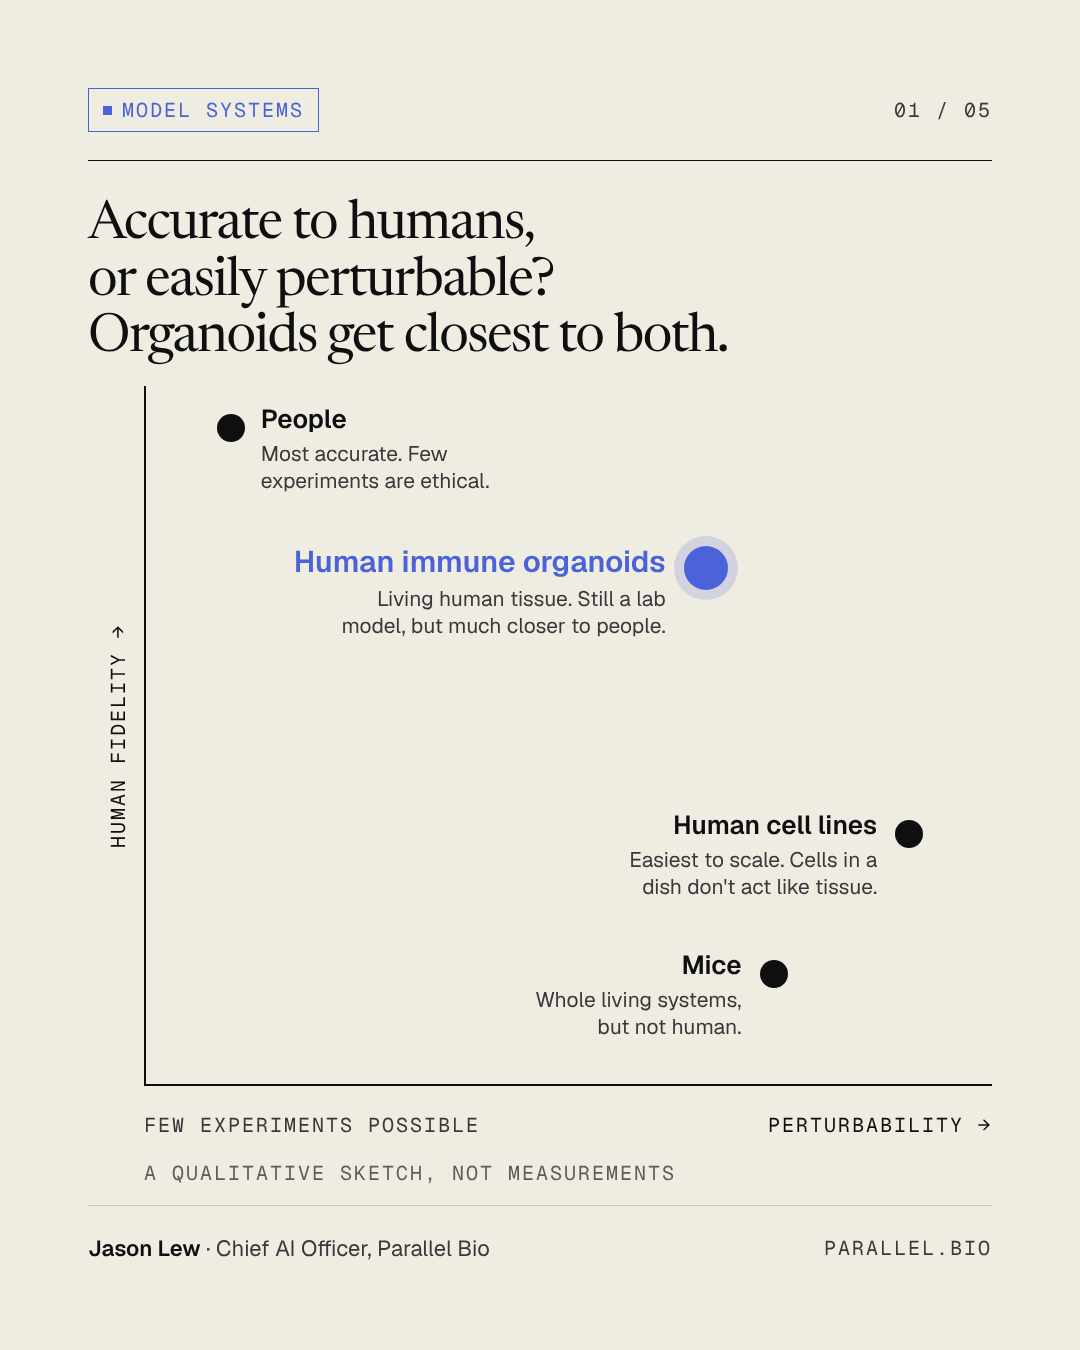 MODEL SYSTEMS
01 / 05
Accurate to humans,
or easily perturbable?
Organoids get closest to both.
People
Most accurate. Few
experiments are ethical.
Human immune organoids
Living human tissue. Still a lab
model, but much closer to people.
HUMAN FIDELITY →
Human cell lines
Easiest to scale. Cells in a
dish don't act like tissue.
Mice
Whole living systems,
but not human.
FEW EXPERIMENTS POSSIBLE
PERTURBABILITY →
A QUALITATIVE SKETCH, NOT MEASUREMENTS
Jason Lew · Chief AI Officer, Parallel Bio
PARALLEL.BIO